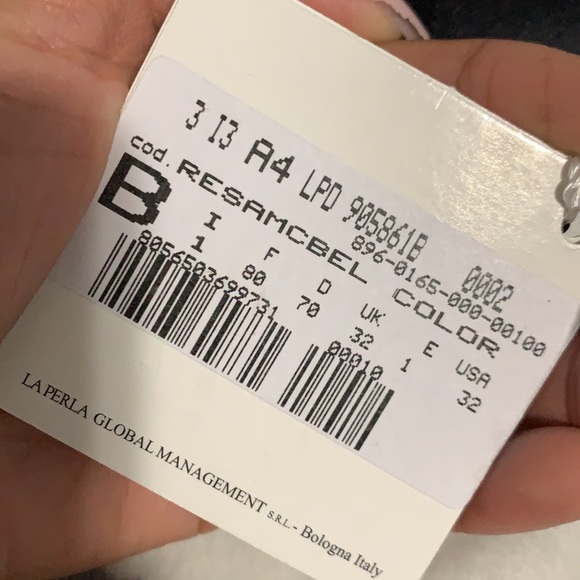 3 I3 A4 LPD 905861B 0002
896-0165-000-00100
cod. RESAMCBEL COLOR
B I F D UK E USA
1 80 70 32 1 32
8056503699731 00010
LA PERLA GLOBAL MANAGEMENT S.R.L. - Bologna Italy